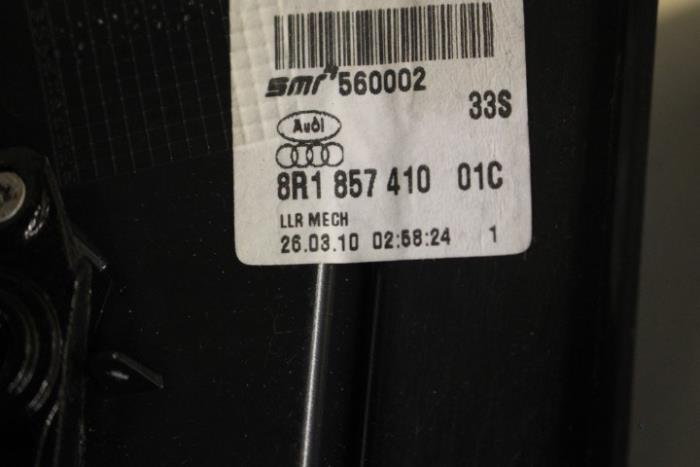 smr 560002
33S
Audi
8R1 857 410 01C
LLR MECH
26.03.10 02:58:24 1